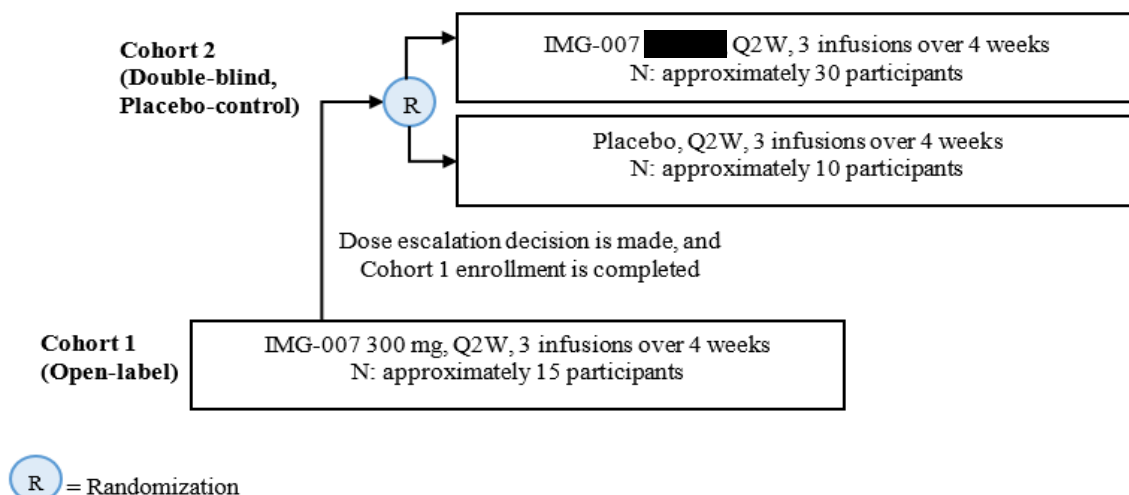 Cohort 2
(Double-blind,
Placebo-control)
R
IMG-007 Q2W, 3 infusions over 4 weeks
N: approximately 30 participants
Placebo, Q2W, 3 infusions over 4 weeks
N: approximately 10 participants
Dose escalation decision is made, and
Cohort 1 enrollment is completed
Cohort 1
(Open-label)
IMG-007 300 mg, Q2W, 3 infusions over 4 weeks
N: approximately 15 participants
R = Randomization